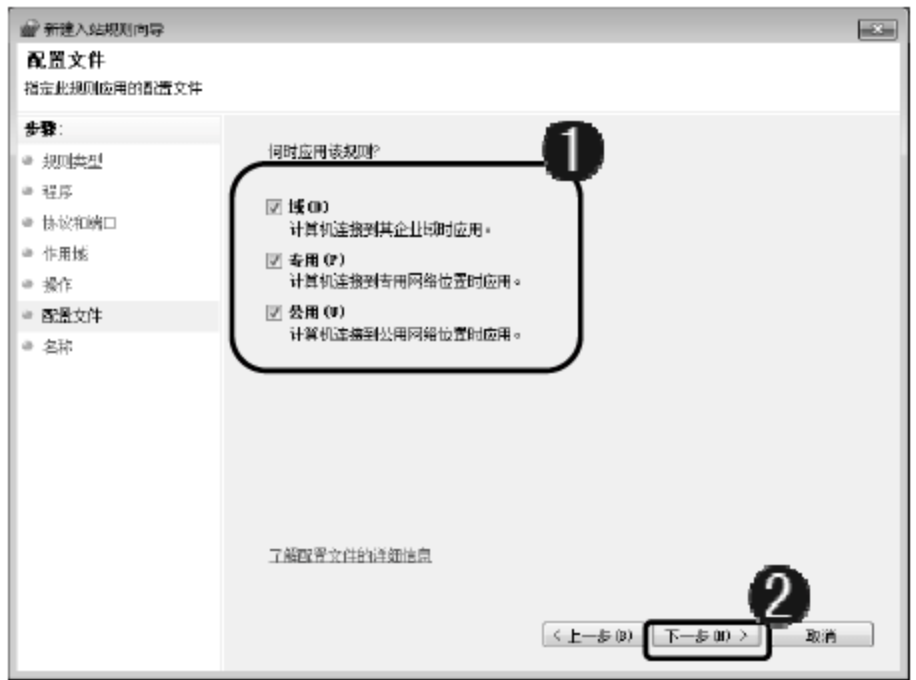 新建入站规则向导
配置文件
指定此规则应用的配置文件
步骤:
规则类型
程序
协议和端口
作用域
操作
配置文件
名称
何时应用该规则?
1
域(D)
计算机连接到其企业域时应用。
专用(P)
计算机连接到专用网络位置时应用。
公用(U)
计算机连接到公用网络位置时应用。
了解配置文件的详细信息
2
<上一步(B)
下一步(N) >
取消